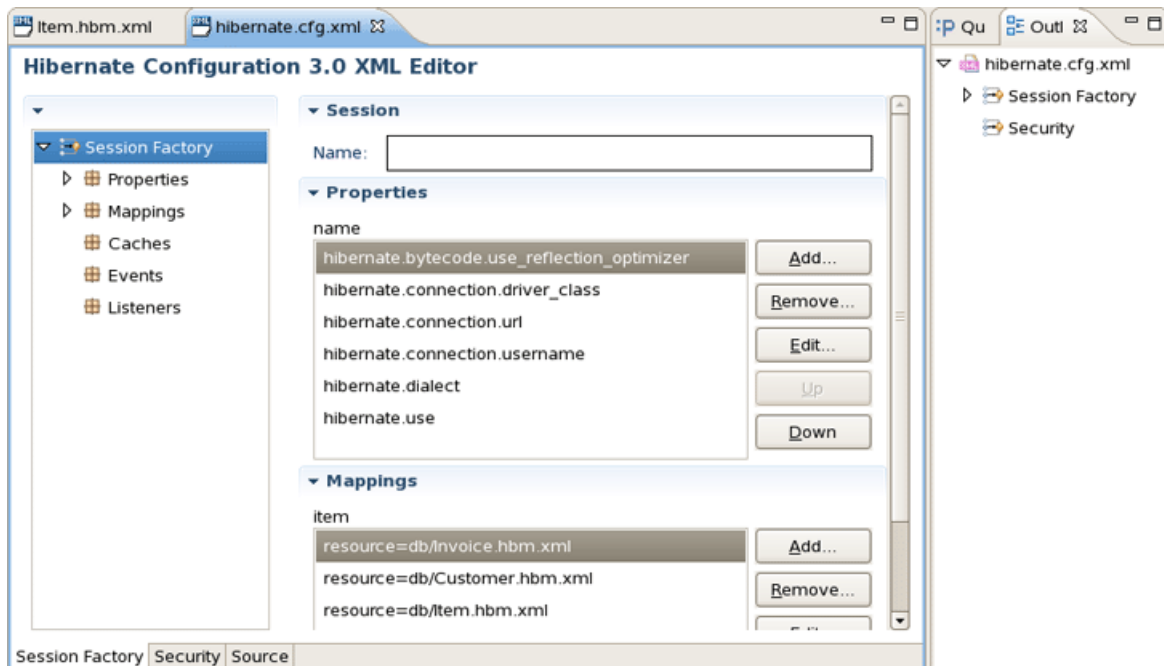 Item.hbm.xml
hibernate.cfg.xml
Qu
Outl
Hibernate Configuration 3.0 XML Editor
Session Factory
Properties
Mappings
Caches
Events
Listeners
Session
Name:
Properties
name
hibernate.bytecode.use_reflection_optimizer
hibernate.connection.driver_class
hibernate.connection.url
hibernate.connection.username
hibernate.dialect
hibernate.use
Add...
Remove...
Edit...
Up
Down
Mappings
item
resource=db/Invoice.hbm.xml
resource=db/Customer.hbm.xml
resource=db/Item.hbm.xml
Add...
Remove...
Session Factory Security Source
hibernate.cfg.xml
Session Factory
Security